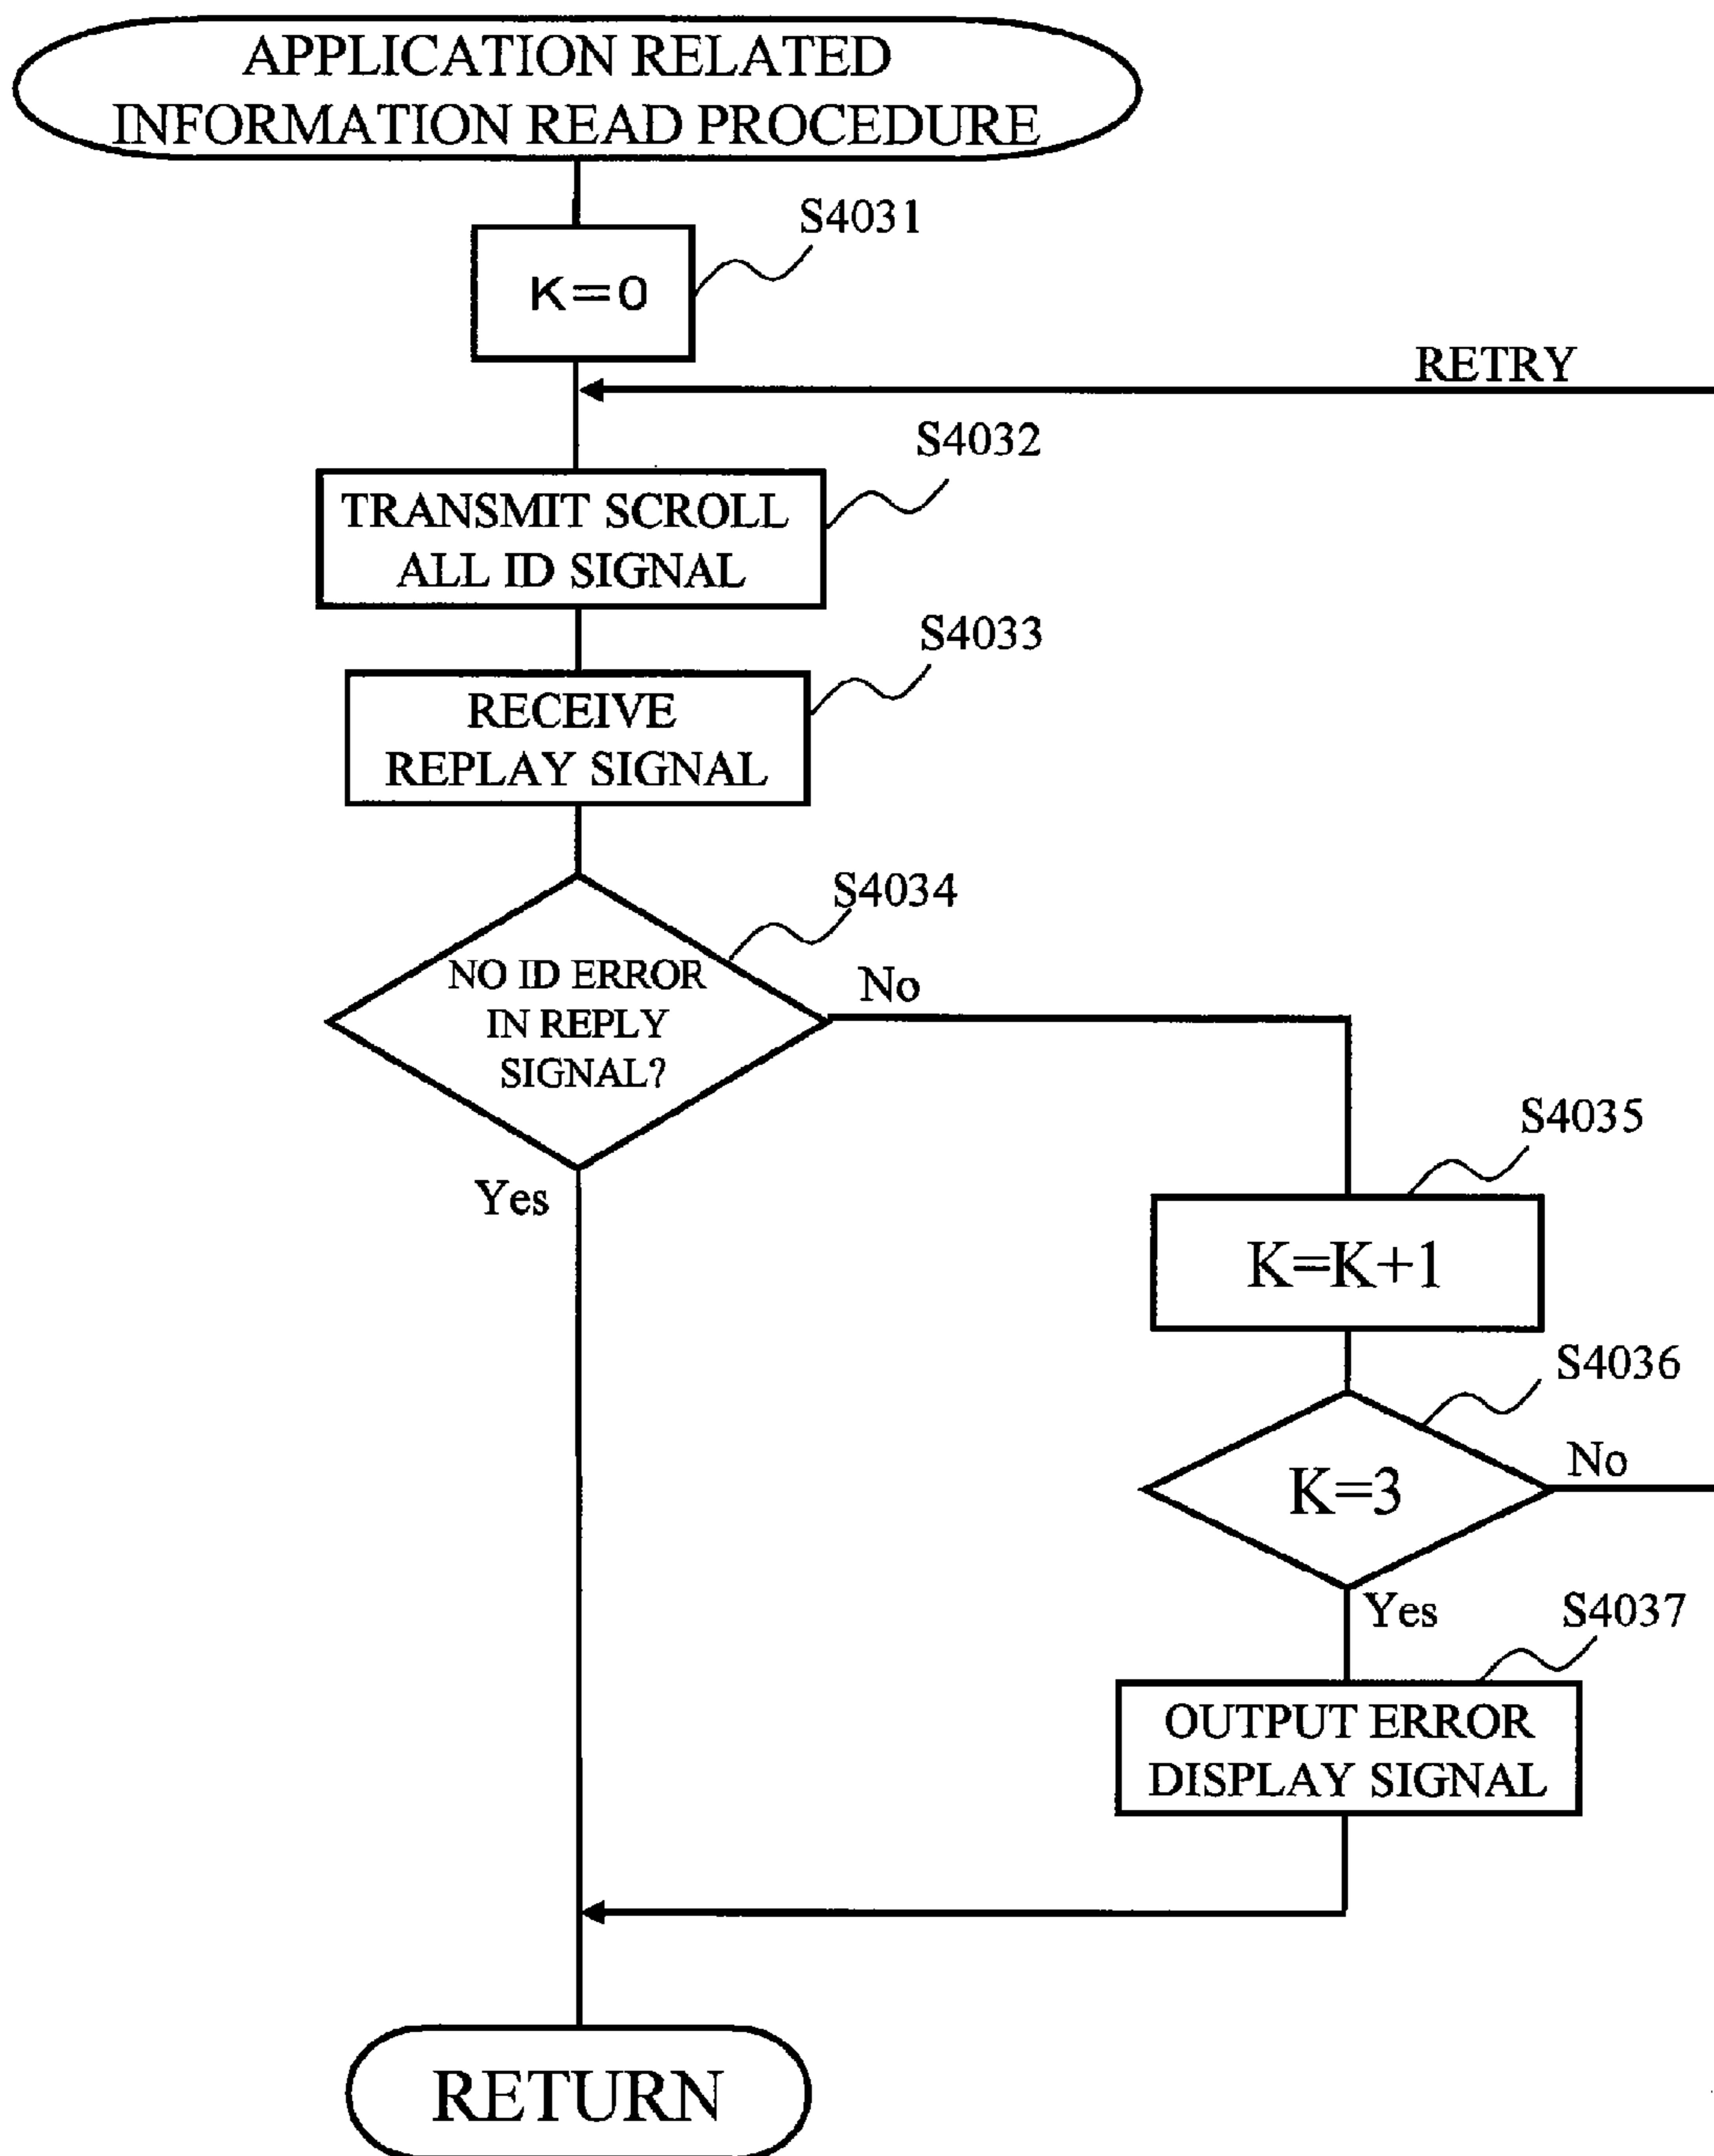 APPLICATION RELATED
INFORMATION READ PROCEDURE
S4031
K=0
RETRY
S4032
TRANSMIT SCROLL
ALL ID SIGNAL
S4033
RECEIVE
REPLAY SIGNAL
S4034
NO ID ERROR
IN REPLY
SIGNAL?
No
Yes
S4035
K=K+1
S4036
K=3
No
Yes
S4037
OUTPUT ERROR
DISPLAY SIGNAL
RETURN